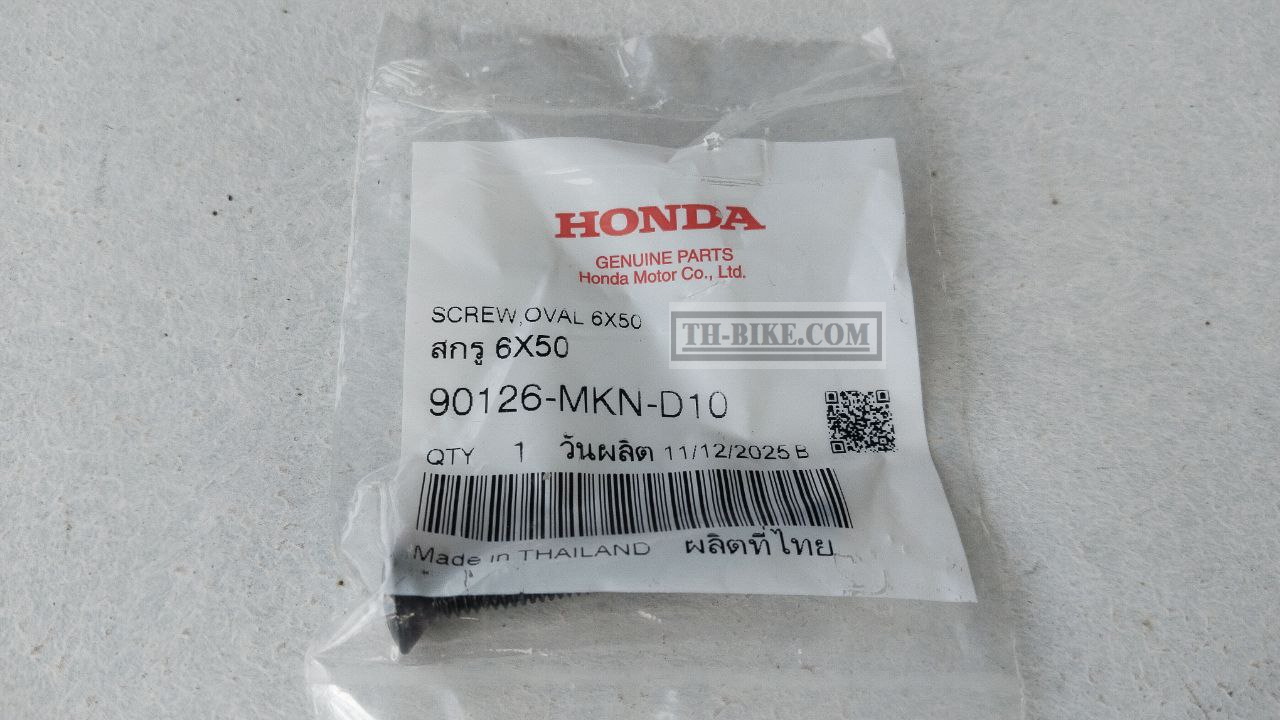 HONDA
GENUINE PARTS
Honda Motor Co., Ltd.
SCREW,OVAL 6X50
สกรู 6X50
TH-BIKE.COM
90126-MKN-D10
QTY 1 วันผลิต 11/12/2025 B
Made in THAILAND ผลิตที่ไทย